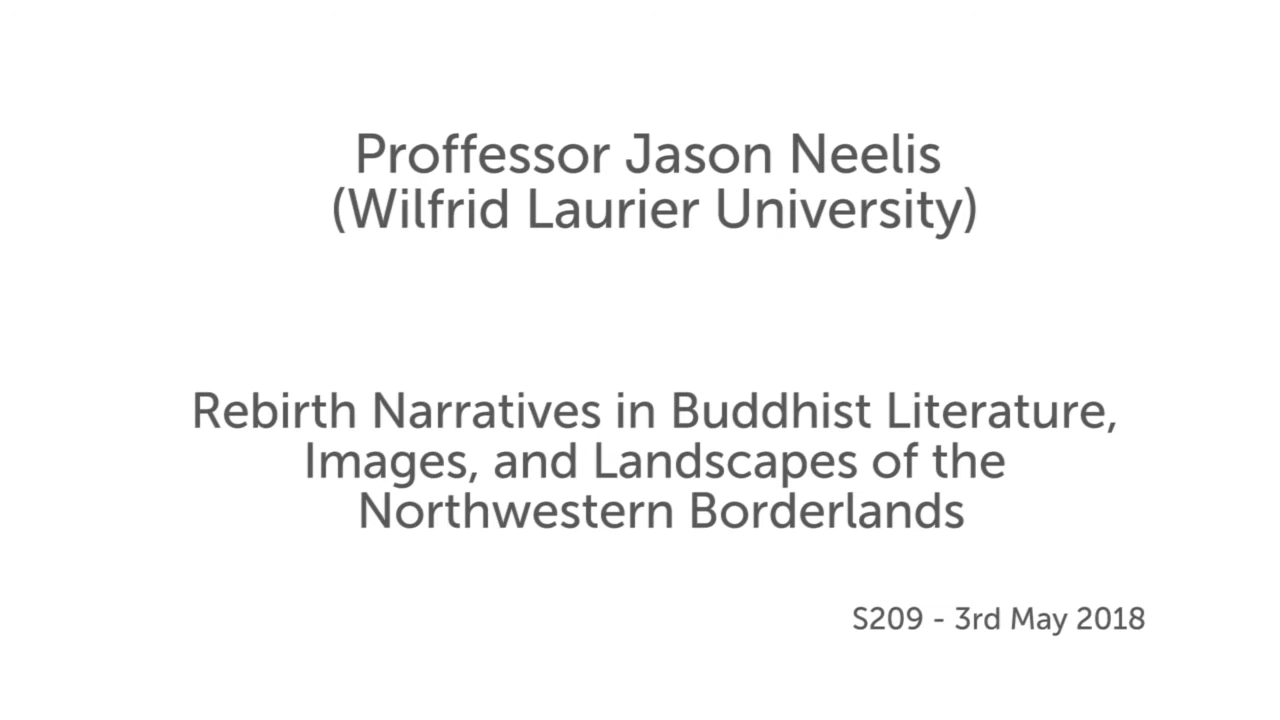 Proffessor Jason Neelis
(Wilfrid Laurier University)
Rebirth Narratives in Buddhist Literature,
Images, and Landscapes of the
Northwestern Borderlands
S209 - 3rd May 2018